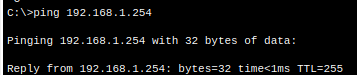 C:\>ping 192.168.1.254
Pinging 192.168.1.254 with 32 bytes of data:
Reply from 192.168.1.254: bytes=32 time<1ms TTL=255